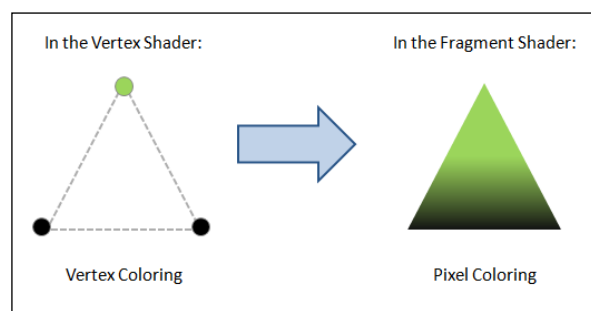 In the Vertex Shader:
In the Fragment Shader:
Vertex Coloring
Pixel Coloring